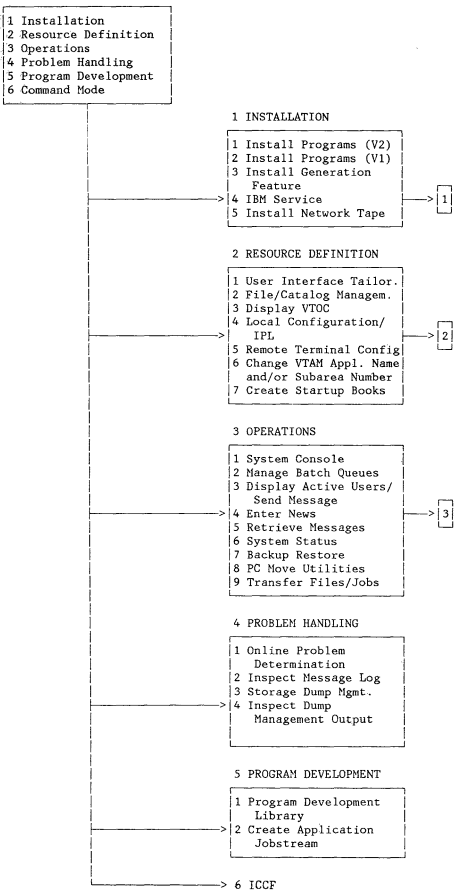 1 Installation
2 Resource Definition
3 Operations
4 Problem Handling
5 Program Development
6 Command Mode
1 INSTALLATION
1 Install Programs (V2)
2 Install Programs (V1)
3 Install Generation
Feature
4 IBM Service
5 Install Network Tape
1
2 RESOURCE DEFINITION
1 User Interface Tailor.
2 File/Catalog Managem.
3 Display VTOC
4 Local Configuration/
IPL
5 Remote Terminal Config
6 Change VTAM Appl. Name
and/or Subarea Number
7 Create Startup Books
2
3 OPERATIONS
1 System Console
2 Manage Batch Queues
3 Display Active Users/
Send Message
4 Enter News
5 Retrieve Messages
6 System Status
7 Backup Restore
8 PC Move Utilities
9 Transfer Files/Jobs
3
4 PROBLEM HANDLING
1 Online Problem
Determination
2 Inspect Message Log
3 Storage Dump Mgmt.
4 Inspect Dump
Management Output
5 PROGRAM DEVELOPMENT
1 Program Development
Library
2 Create Application
Jobstream
6 ICCF